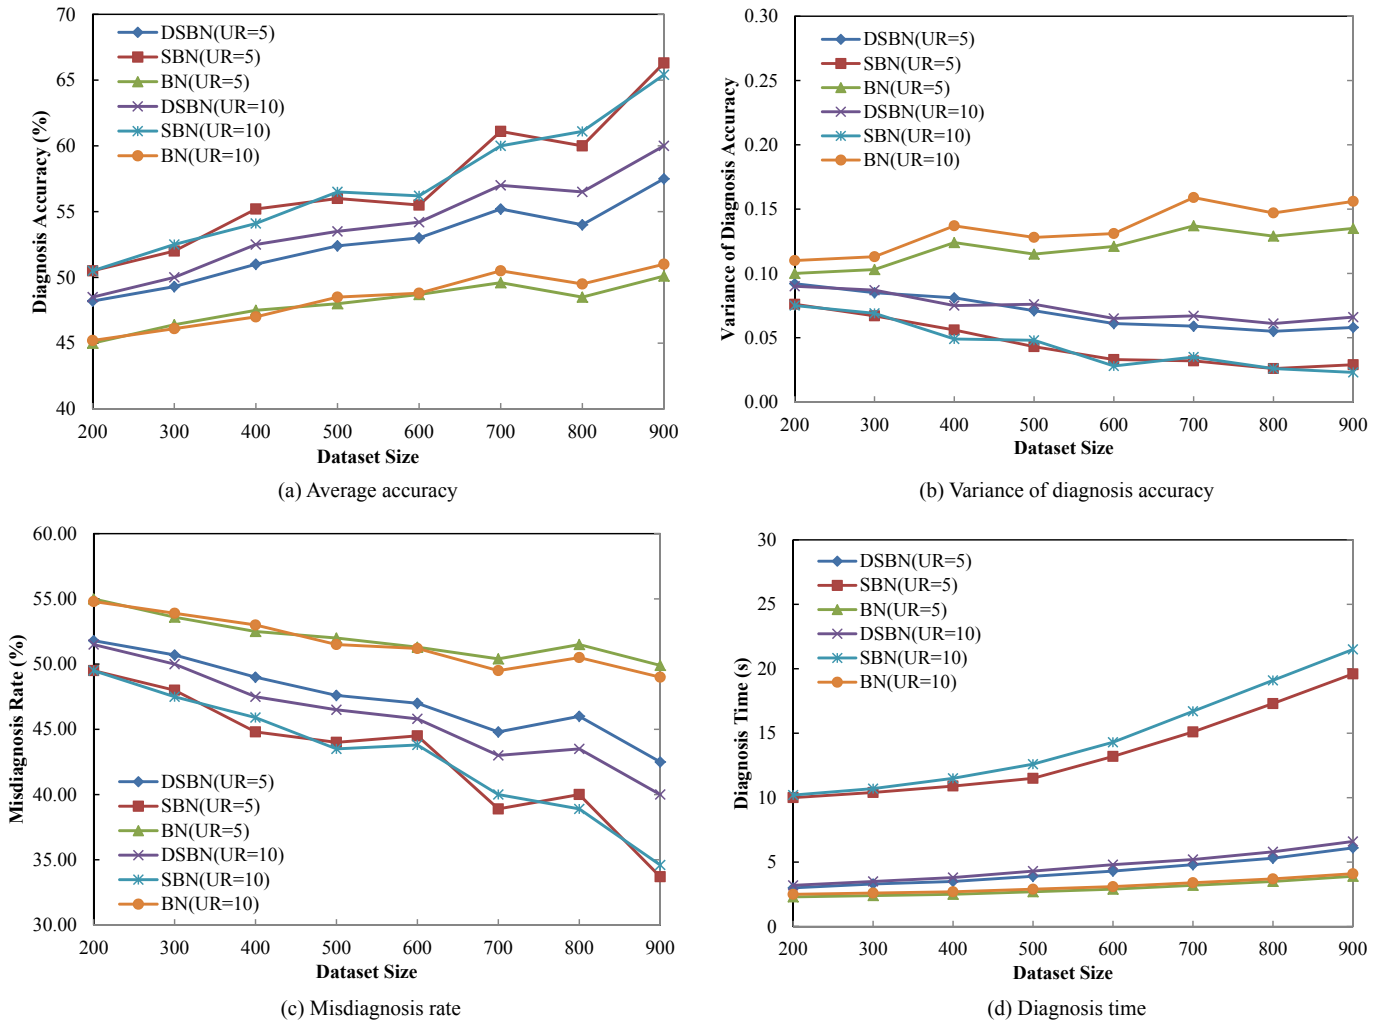 70
65
60
55
50
45
40
Diagnosis Accuracy (%)
DSBN(UR=5)
SBN(UR=5)
BN(UR=5)
DSBN(UR=10)
SBN(UR=10)
BN(UR=10)
200 300 400 500 600 700 800 900
Dataset Size
(a) Average accuracy
0.30
0.25
0.20
0.15
0.10
0.05
0.00
Variance of Diagnosis Accuracy
DSBN(UR=5)
SBN(UR=5)
BN(UR=5)
DSBN(UR=10)
SBN(UR=10)
BN(UR=10)
200 300 400 500 600 700 800 900
Dataset Size
(b) Variance of diagnosis accuracy
60.00
55.00
50.00
45.00
40.00
35.00
30.00
Misdiagnosis Rate (%)
DSBN(UR=5)
SBN(UR=5)
BN(UR=5)
DSBN(UR=10)
SBN(UR=10)
BN(UR=10)
200 300 400 500 600 700 800 900
Dataset Size
(c) Misdiagnosis rate
30
25
20
15
10
5
0
Diagnosis Time (s)
DSBN(UR=5)
SBN(UR=5)
BN(UR=5)
DSBN(UR=10)
SBN(UR=10)
BN(UR=10)
200 300 400 500 600 700 800 900
Dataset Size
(d) Diagnosis time